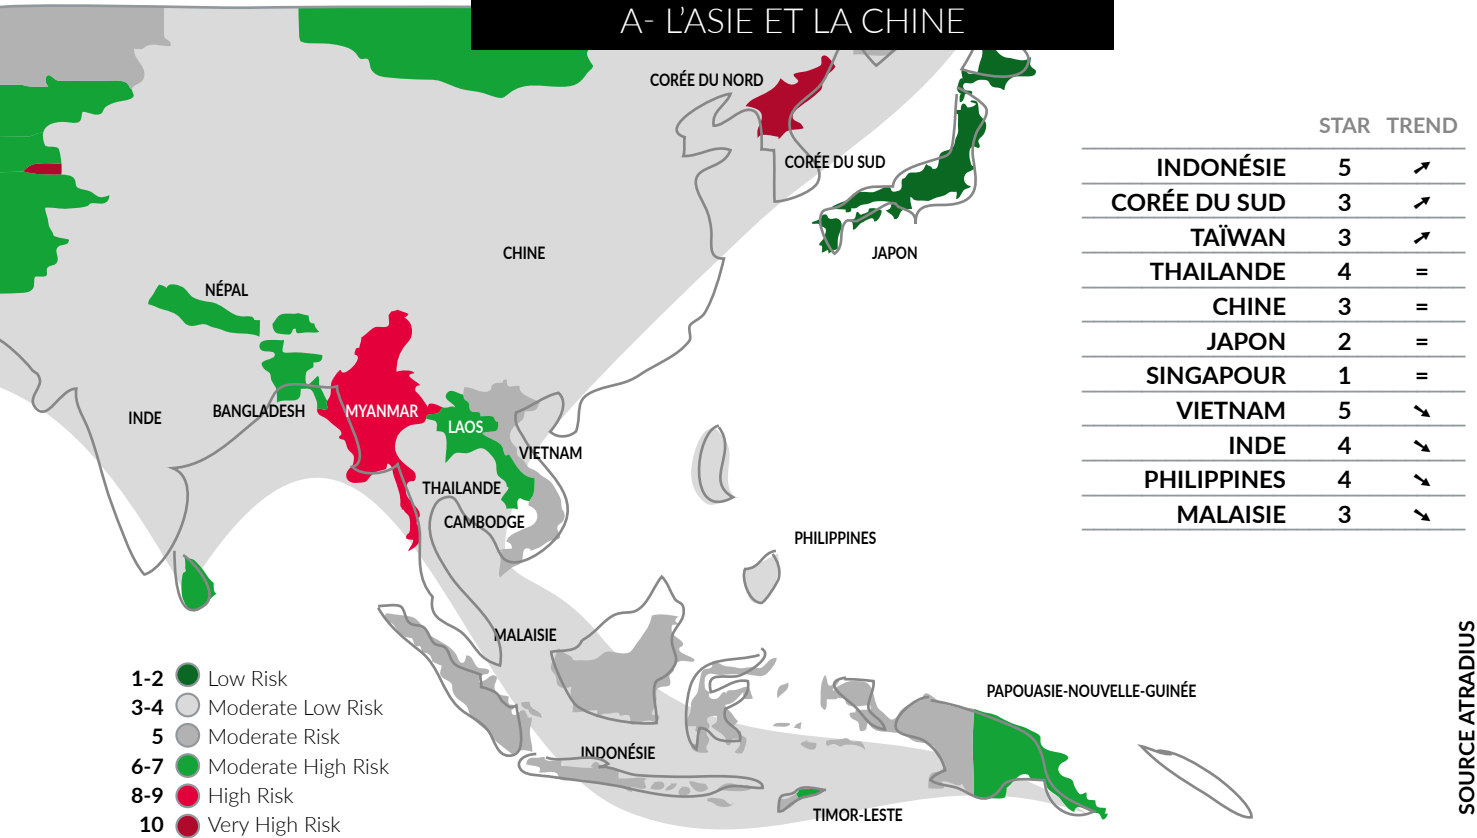 A- L'ASIE ET LA CHINE
CORÉE DU NORD
CORÉE DU SUD
JAPON
CHINE
NÉPAL
INDE
BANGLADESH
MYANMAR
LAOS
VIETNAM
THAILANDE
CAMBODGE
PHILIPPINES
MALAISIE
INDONÉSIE
PAPOUASIE-NOUVELLE-GUINÉE
TIMOR-LESTE
1-2 Low Risk
3-4 Moderate Low Risk
5 Moderate Risk
6-7 Moderate High Risk
8-9 High Risk
10 Very High Risk
STAR TREND
INDONÉSIE 5 ➚
CORÉE DU SUD 3 ➚
TAÏWAN 3 ➚
THAILANDE 4 =
CHINE 3 =
JAPON 2 =
SINGAPOUR 1 =
VIETNAM 5 ➘
INDE 4 ➘
PHILIPPINES 4 ➘
MALAISIE 3 ➘
SOURCE ATRADIUS